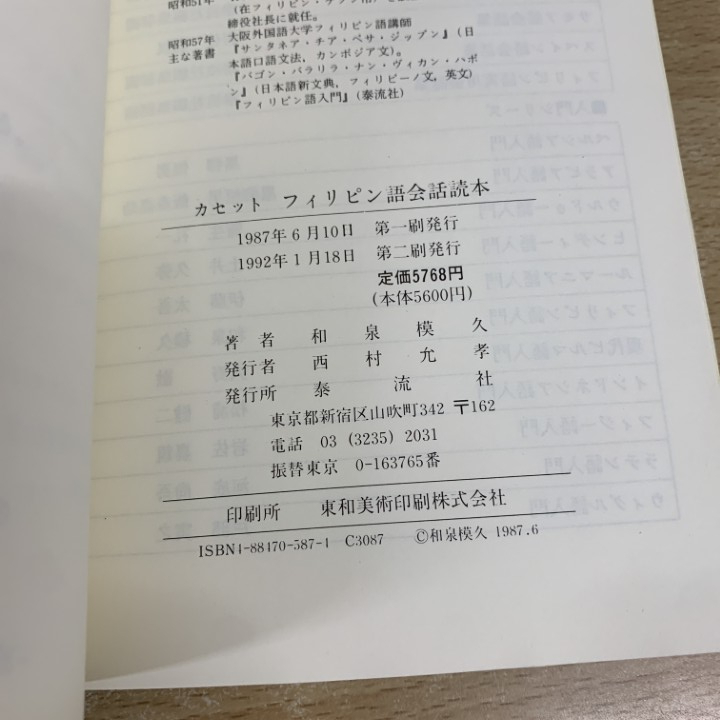 昭和51年
締役社長に就任。
昭和57年 大阪外国語大学フィリピン語講師
主な著書 『サンタネア・チア・ペサ・ジップン』(日
本語口語文法, カンボジア文)。
『バゴン・バラリラ・ナン・ヴィカン・ハポ
ン』(日本語新文典, フィリピーノ文, 英文)
『フィリピン語入門』(泰流社)
カセット フィリピン語会話読本
1987年6月10日 第一刷発行
1992年1月18日 第二刷発行
定価5768円
(本体5600円)
著者 和泉模久
発行者 西村允孝
発行所 泰流社
東京都新宿区山吹町342 〒162
電話 03 (3235) 2031
振替東京 0-163765番
印刷所 東和美術印刷株式会社
ISBN4-88470-587-4 C3087 ©和泉模久 1987.6